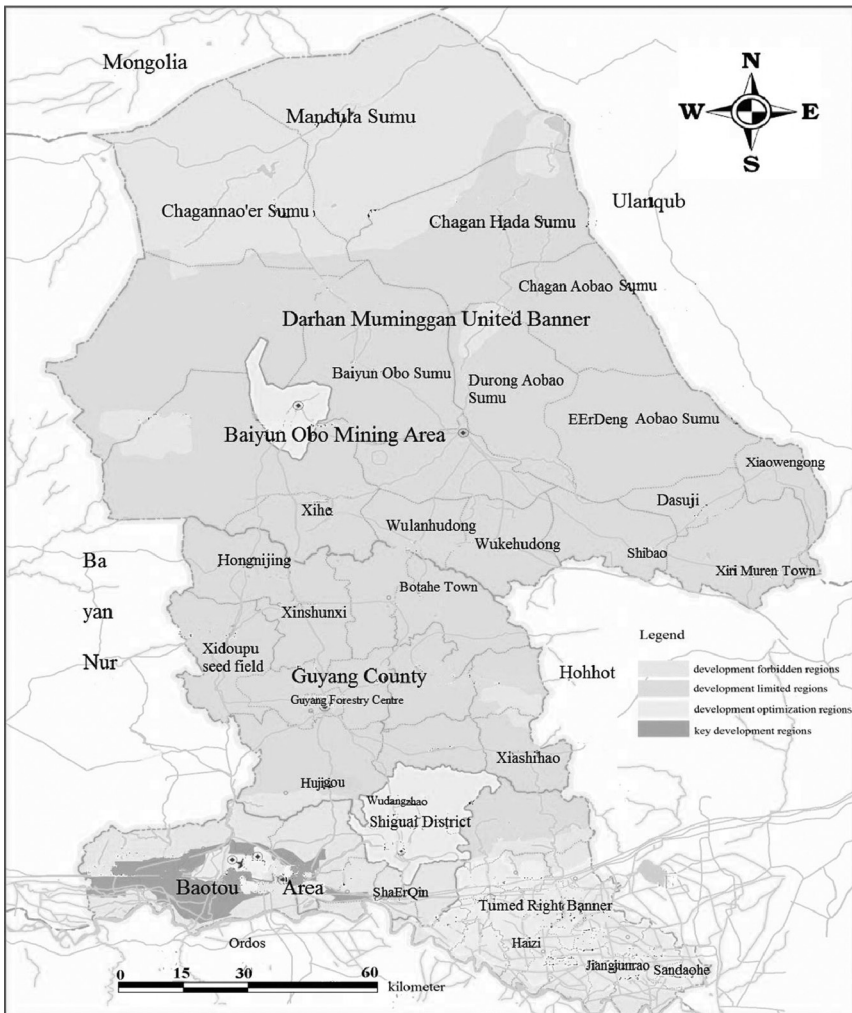 Mongolia
N
W E
S
Mandula Sumu
Chagannao'er Sumu
Chagan Hada Sumu
Ulanqub
Chagan Aobao Sumu
Darhan Muminggan United Banner
Baiyun Obo Sumu
Durong Aobao
Sumu
EErDeng Aobao Sumu
Baiyun Obo Mining Area
Xiaowengong
Dasuji
Xihe
Wulanhudong
Wukehudong
Shibao
Xiri Muren Town
Ba
yan
Nur
Hongnijing
Botahe Town
Xinshunxi
Xidoupu
seed field
Guyang County
Guyang Forestry Centre
Hohhot
Legend
development forbidden regions
development limited regions
development optimization regions
key development regions
Xiashihao
Hujigou
Wudangzhao
Shiguai District
Baotou Area
ShaErQin
Tumed Right Banner
Ordos
Haizi
Jiangjunrao
Sandaohe
0 15 30 60
kilometer